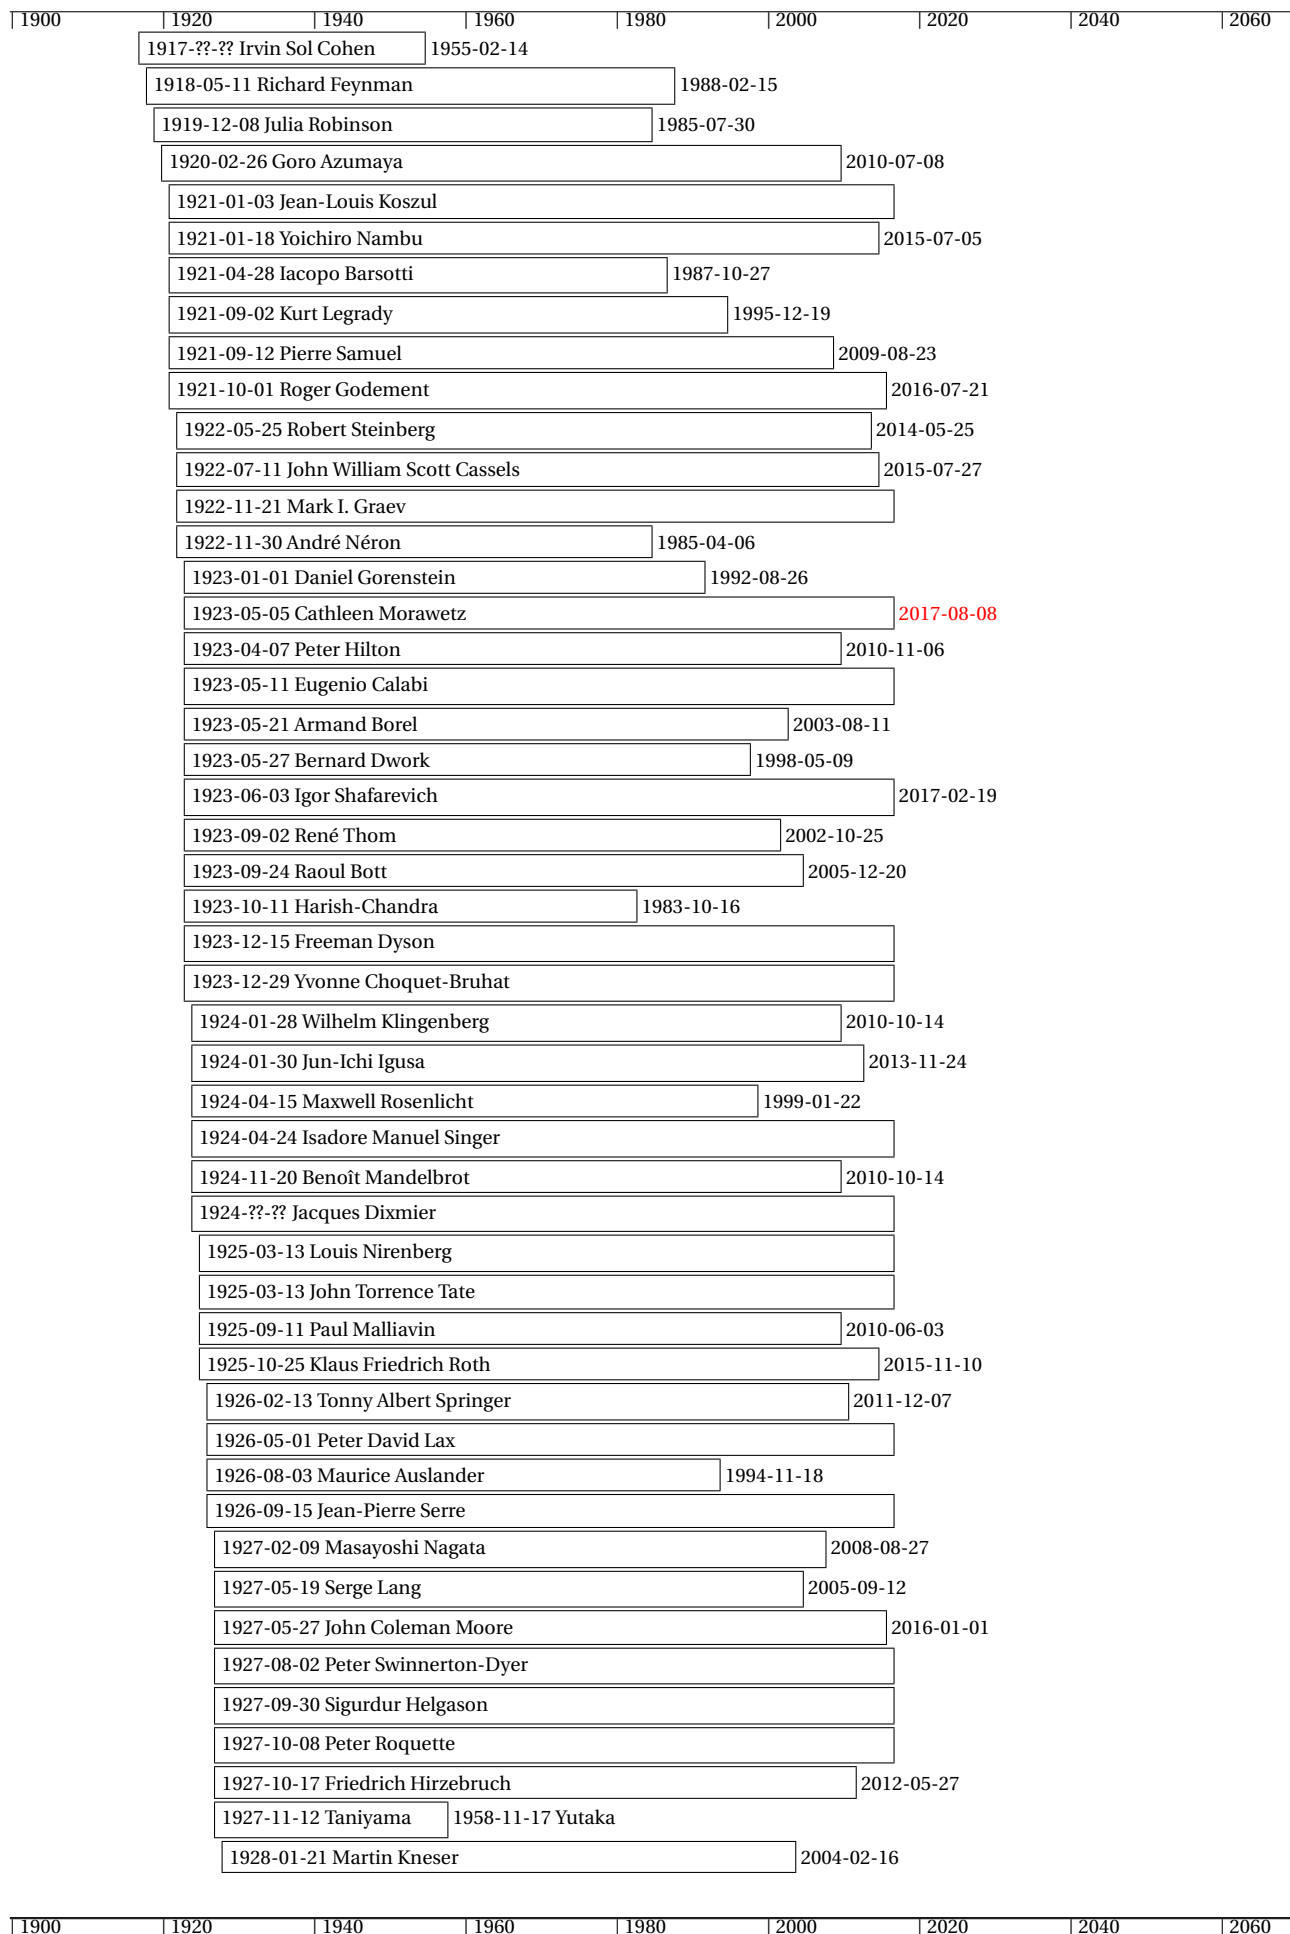 1900 1920 1940 1960 1980 2000 2020 2040 2060
1917-??-?? Irvin Sol Cohen 1955-02-14
1918-05-11 Richard Feynman 1988-02-15
1919-12-08 Julia Robinson 1985-07-30
1920-02-26 Goro Azumaya 2010-07-08
1921-01-03 Jean-Louis Koszul
1921-01-18 Yoichiro Nambu 2015-07-05
1921-04-28 Iacopo Barsotti 1987-10-27
1921-09-02 Kurt Legrady 1995-12-19
1921-09-12 Pierre Samuel 2009-08-23
1921-10-01 Roger Godement 2016-07-21
1922-05-25 Robert Steinberg 2014-05-25
1922-07-11 John William Scott Cassels 2015-07-27
1922-11-21 Mark I. Graev
1922-11-30 André Néron 1985-04-06
1923-01-01 Daniel Gorenstein 1992-08-26
1923-05-05 Cathleen Morawetz 2017-08-08
1923-04-07 Peter Hilton 2010-11-06
1923-05-11 Eugenio Calabi
1923-05-21 Armand Borel 2003-08-11
1923-05-27 Bernard Dwork 1998-05-09
1923-06-03 Igor Shafarevich 2017-02-19
1923-09-02 René Thom 2002-10-25
1923-09-24 Raoul Bott 2005-12-20
1923-10-11 Harish-Chandra 1983-10-16
1923-12-15 Freeman Dyson
1923-12-29 Yvonne Choquet-Bruhat
1924-01-28 Wilhelm Klingenberg 2010-10-14
1924-01-30 Jun-Ichi Igusa 2013-11-24
1924-04-15 Maxwell Rosenlicht 1999-01-22
1924-04-24 Isadore Manuel Singer
1924-11-20 Benoît Mandelbrot 2010-10-14
1924-??-?? Jacques Dixmier
1925-03-13 Louis Nirenberg
1925-03-13 John Torrence Tate
1925-09-11 Paul Malliavin 2010-06-03
1925-10-25 Klaus Friedrich Roth 2015-11-10
1926-02-13 Tonny Albert Springer 2011-12-07
1926-05-01 Peter David Lax
1926-08-03 Maurice Auslander 1994-11-18
1926-09-15 Jean-Pierre Serre
1927-02-09 Masayoshi Nagata 2008-08-27
1927-05-19 Serge Lang 2005-09-12
1927-05-27 John Coleman Moore 2016-01-01
1927-08-02 Peter Swinnerton-Dyer
1927-09-30 Sigurdur Helgason
1927-10-08 Peter Roquette
1927-10-17 Friedrich Hirzebruch 2012-05-27
1927-11-12 Taniyama 1958-11-17 Yutaka
1928-01-21 Martin Kneser 2004-02-16
1900 1920 1940 1960 1980 2000 2020 2040 2060